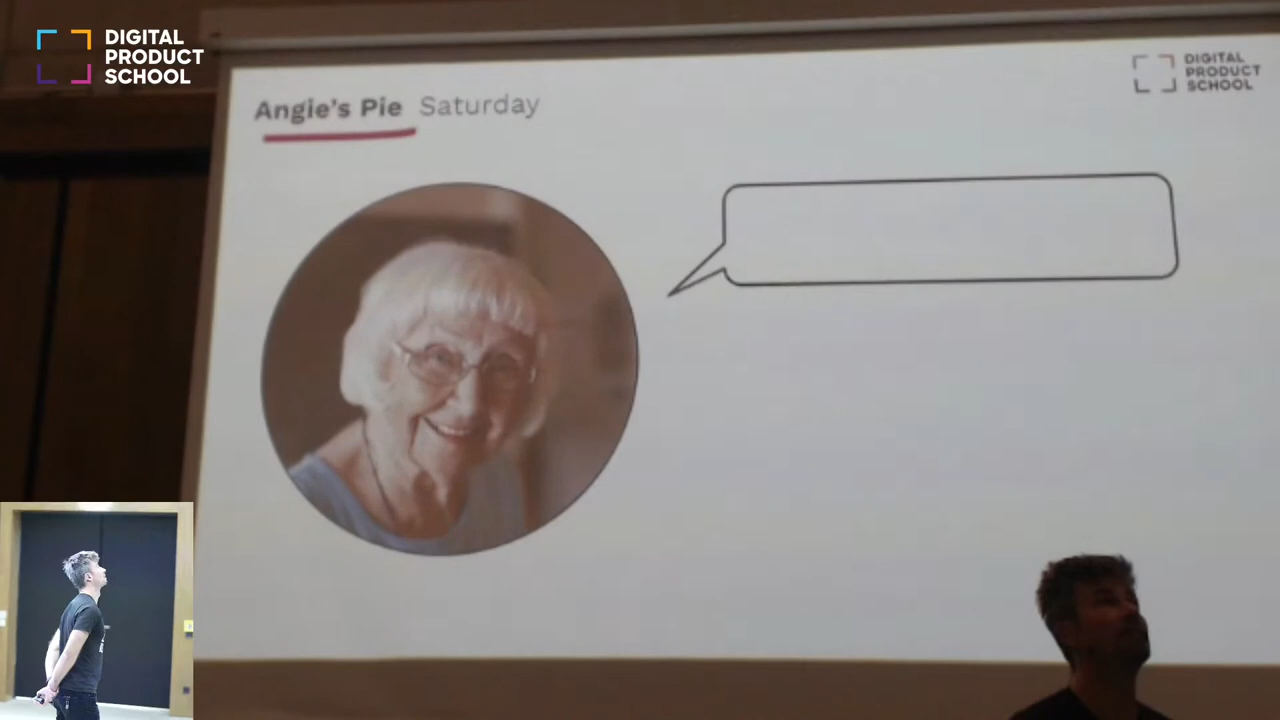 DIGITAL
PRODUCT
SCHOOL
DIGITAL
PRODUCT
SCHOOL
Angie's Pie Saturday